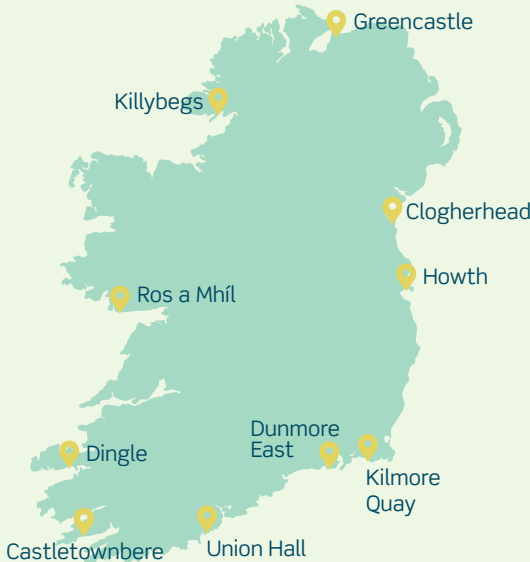 Greencastle
Killybegs
Clogherhead
Howth
Ros a Mhíl
Dunmore
East
Dingle
Kilmore
Quay
Castletownbere
Union Hall